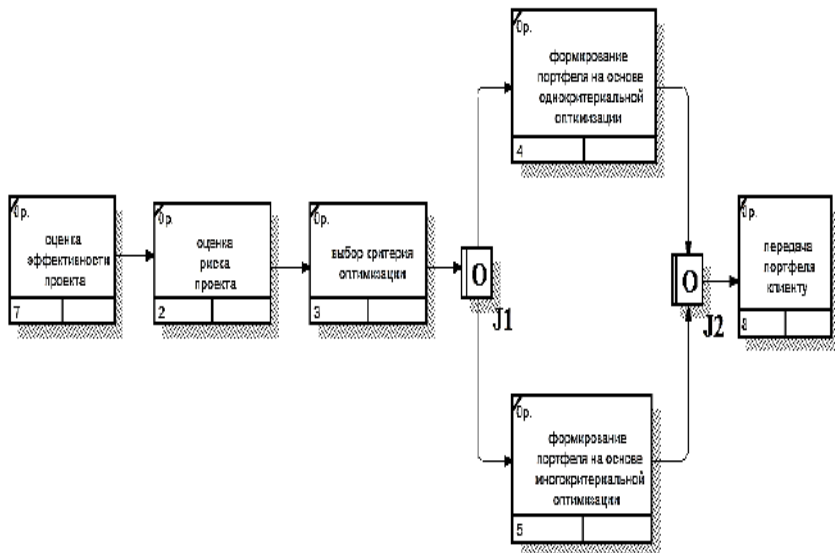 0р.
оценка
эффективности
проекта
7
0р.
оценка
риска
проекта
2
0р.
выбор критерия
оптимизации
3
O
J1
0р.
формирование
портфеля на основе
однокритериальной
оптимизации
4
0р.
формирование
портфеля на основе
многокритериальной
оптимизации
5
O
J2
0р.
передача
портфеля
клиенту
8